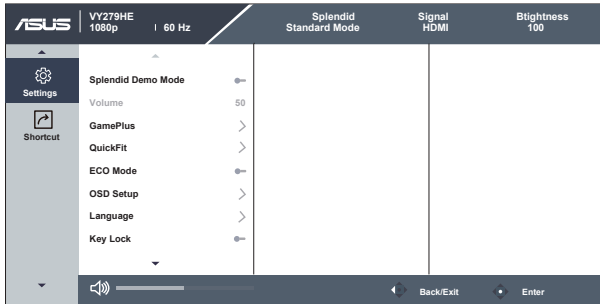 ASUS
VY279HE
1080p | 60 Hz
Splendid
Standard Mode
Signal
HDMI
Btightness
100
Settings
Shortcut
Splendid Demo Mode
Volume 50
GamePlus
QuickFit
ECO Mode
OSD Setup
Language
Key Lock
Back/Exit
Enter